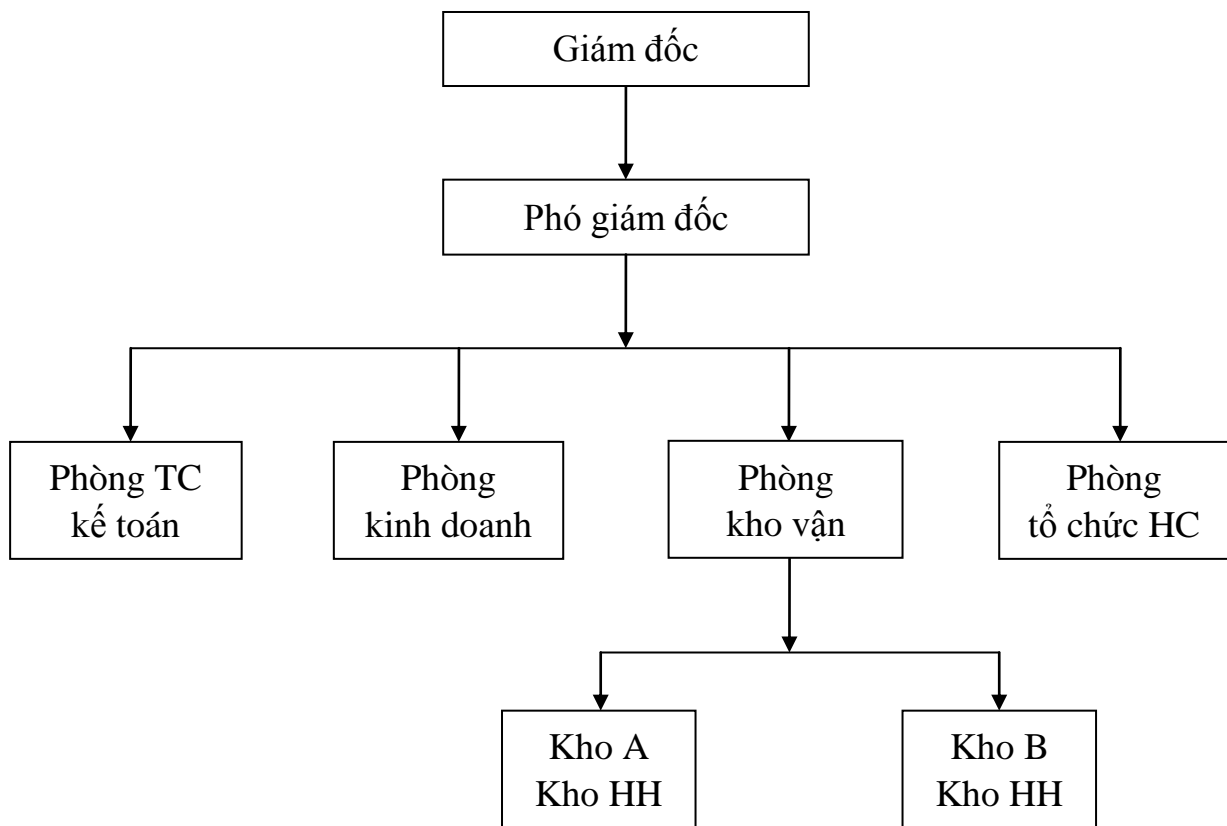 Giám đốc
Phó giám đốc
Phòng TC
kế toán
Phòng
kinh doanh
Phòng
kho vận
Phòng
tổ chức HC
Kho A
Kho HH
Kho B
Kho HH